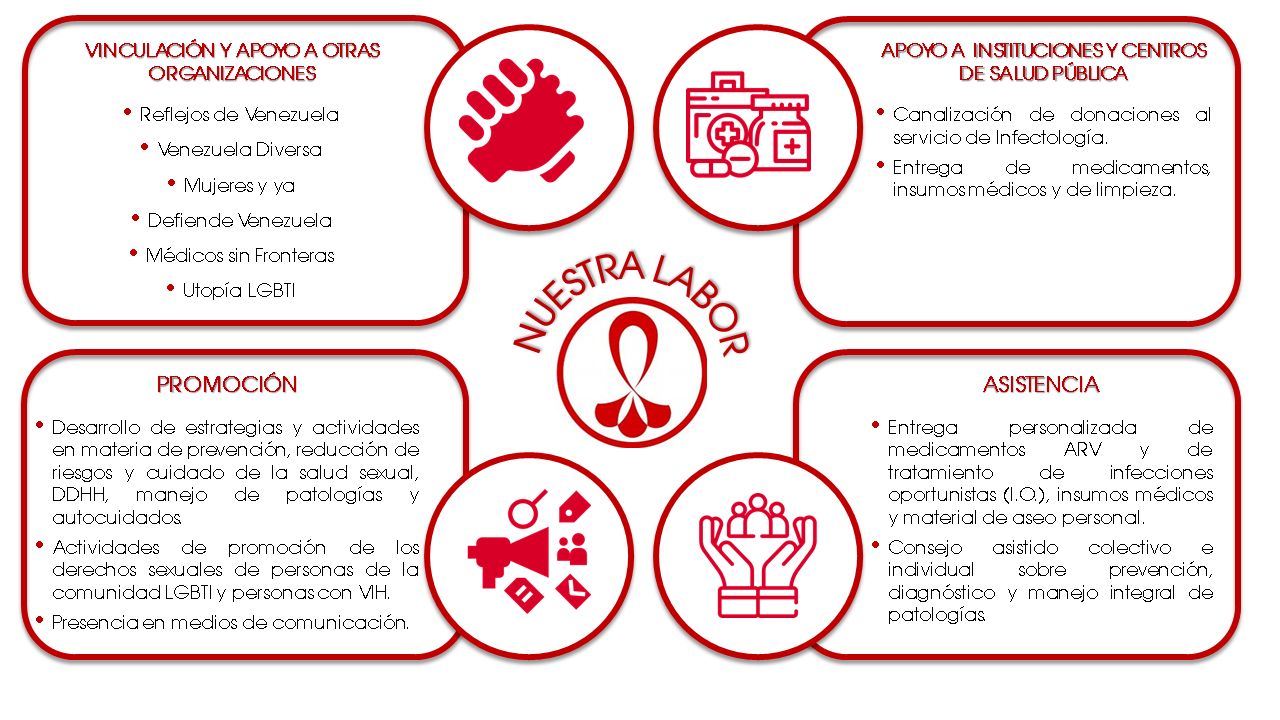 VINCULACIÓN Y APOYO A OTRAS
ORGANIZACIONES
• Reflejos de Venezuela
• Venezuela Diversa
• Mujeres y ya
• Defiende Venezuela
• Médicos sin Fronteras
• Utopía LGBTI
APOYO A INSTITUCIONES Y CENTROS
DE SALUD PÚBLICA
• Canalización de donaciones al
servicio de Infectología.
• Entrega de medicamentos,
insumos médicos y de limpieza.
NUESTRA LABOR
PROMOCIÓN
• Desarrollo de estrategias y actividades
en materia de prevención, reducción de
riesgos y cuidado de la salud sexual,
DDHH, manejo de patologías y
autocuidados.
• Actividades de promoción de los
derechos sexuales de personas de la
comunidad LGBTI y personas con VIH.
• Presencia en medios de comunicación.
ASISTENCIA
• Entrega personalizada de
medicamentos ARV y de
tratamiento de infecciones
oportunistas (I.O.), insumos médicos
y material de aseo personal.
• Consejo asistido colectivo e
individual sobre prevención,
diagnóstico y manejo integral de
patologías.